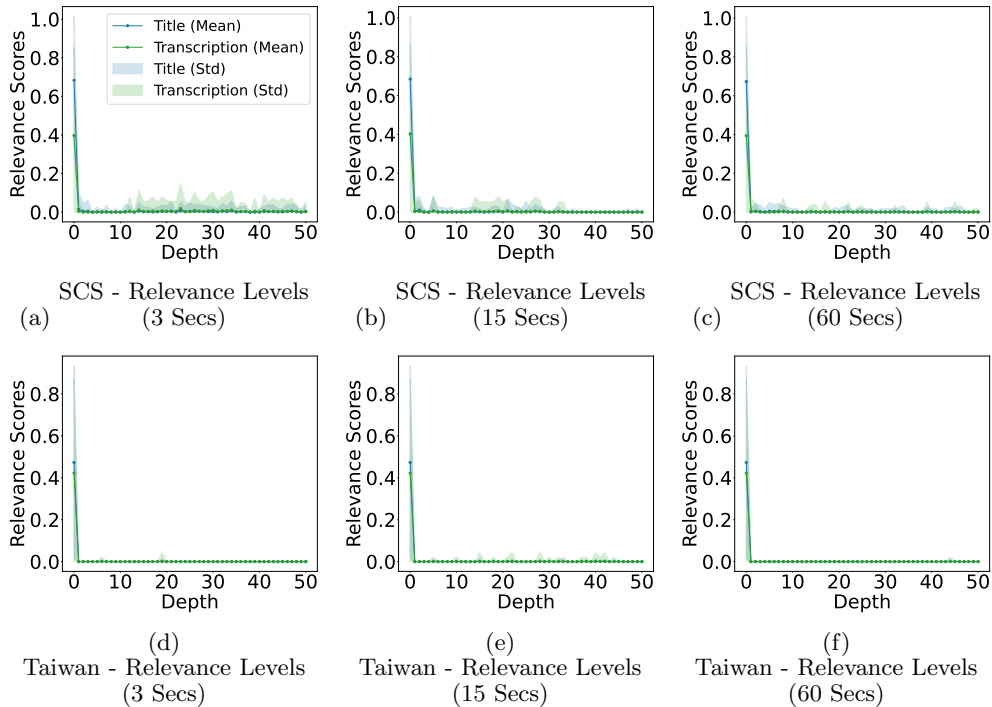 1.0
0.8
0.6
0.4
0.2
0.0
Relevance Scores
0 10 20 30 40 50
Depth
Title (Mean)
Transcription (Mean)
Title (Std)
Transcription (Std)
(a) SCS - Relevance Levels
(3 Secs)
1.0
0.8
0.6
0.4
0.2
0.0
Relevance Scores
0 10 20 30 40 50
Depth
(b) SCS - Relevance Levels
(15 Secs)
1.0
0.8
0.6
0.4
0.2
0.0
Relevance Scores
0 10 20 30 40 50
Depth
(c) SCS - Relevance Levels
(60 Secs)
0.8
0.6
0.4
0.2
0.0
Relevance Scores
0 10 20 30 40 50
Depth
(d)
Taiwan - Relevance Levels
(3 Secs)
0.8
0.6
0.4
0.2
0.0
Relevance Scores
0 10 20 30 40 50
Depth
(e)
Taiwan - Relevance Levels
(15 Secs)
0.8
0.6
0.4
0.2
0.0
Relevance Scores
0 10 20 30 40 50
Depth
(f)
Taiwan - Relevance Levels
(60 Secs)